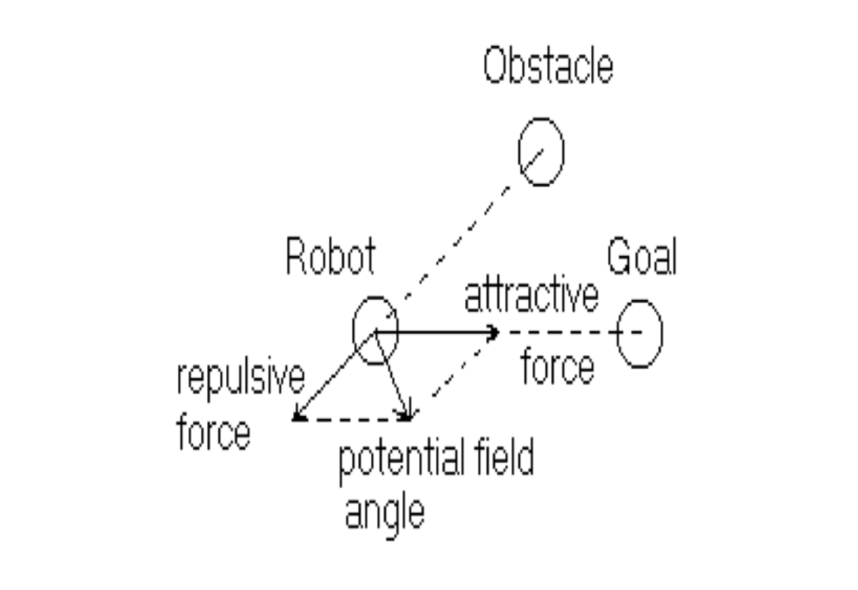 Obstacle
Robot
Goal
attractive
force
repulsive
force
potential field
angle